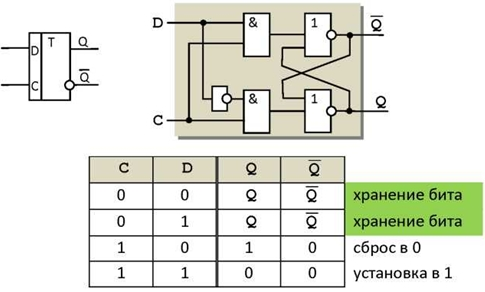 D T Q
C Q̅
D & 1 Q̅
C & 1 Q
C D Q Q̅
0 0 Q Q̅ хранение бита
0 1 Q Q̅ хранение бита
1 0 1 0 сброс в 0
1 1 0 0 установка в 1